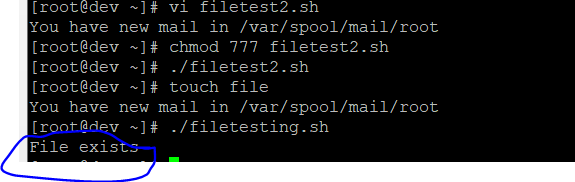 [root@dev ~]# vi filetest2.sh
You have new mail in /var/spool/mail/root
[root@dev ~]# chmod 777 filetest2.sh
[root@dev ~]# ./filetest2.sh
[root@dev ~]# touch file
You have new mail in /var/spool/mail/root
[root@dev ~]# ./filetesting.sh
File exists